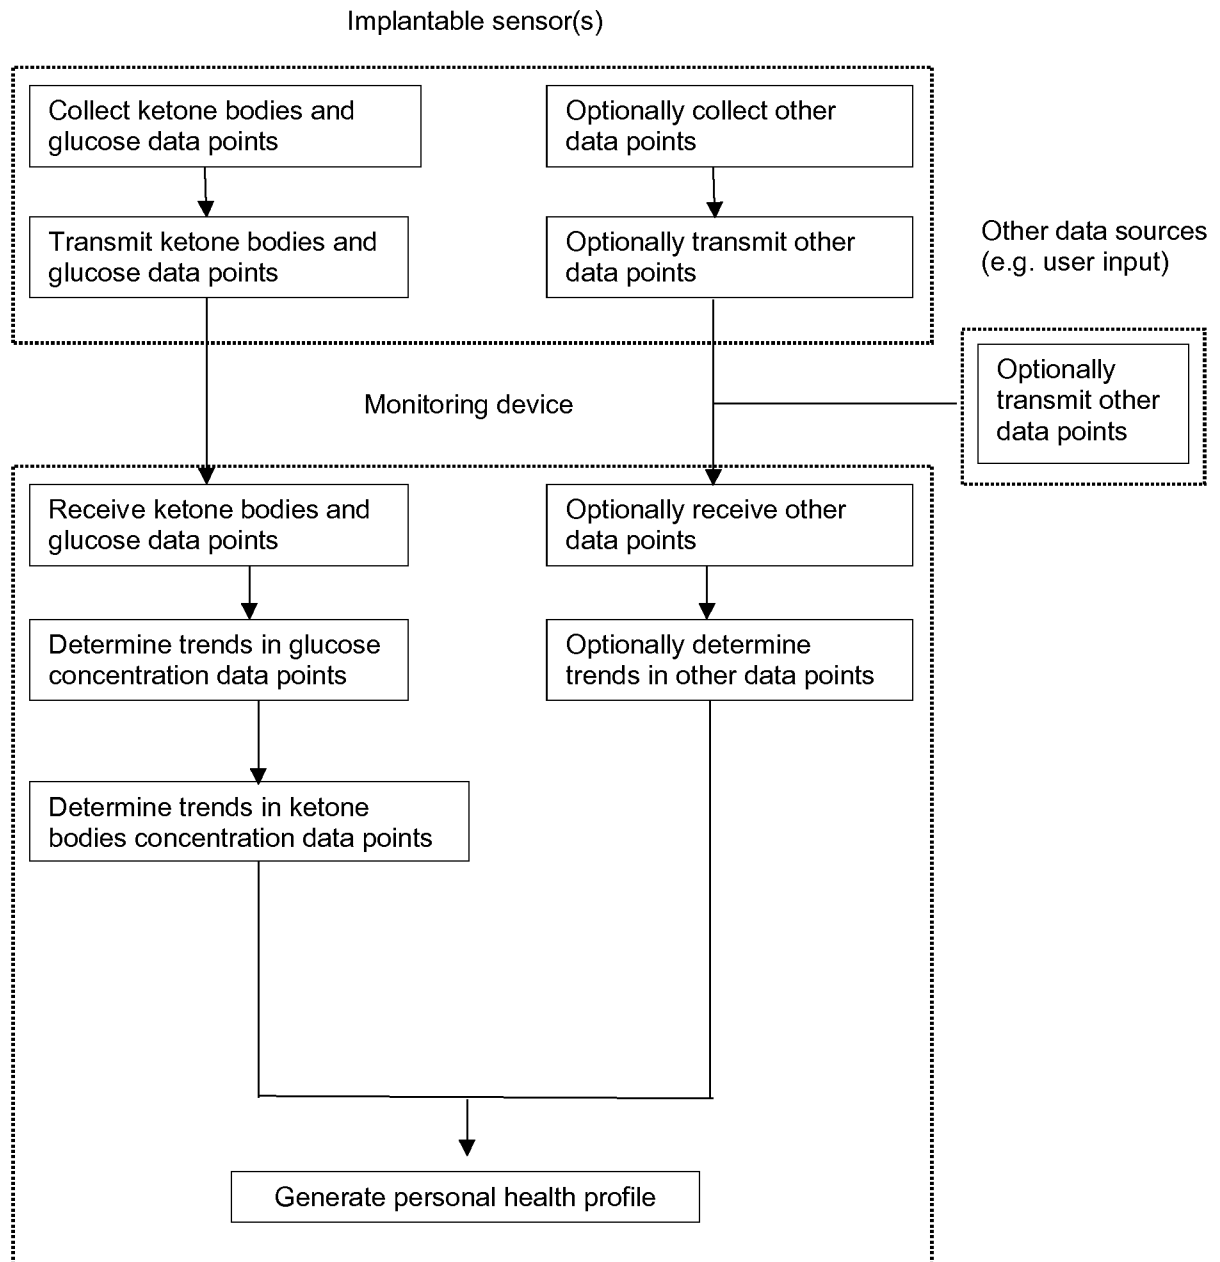 Implantable sensor(s)
Collect ketone bodies and
glucose data points
Optionally collect other
data points
Transmit ketone bodies and
glucose data points
Optionally transmit other
data points
Other data sources
(e.g. user input)
Optionally
transmit other
data points
Monitoring device
Receive ketone bodies and
glucose data points
Optionally receive other
data points
Determine trends in glucose
concentration data points
Optionally determine
trends in other data points
Determine trends in ketone
bodies concentration data points
Generate personal health profile